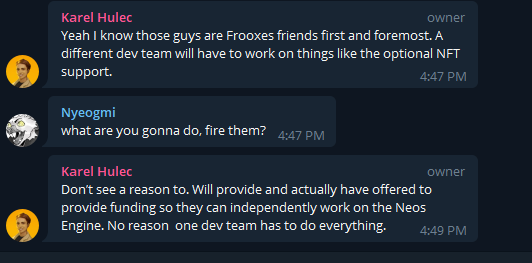 Karel Hulec owner
Yeah I know those guys are Frooxes friends first and foremost. A
different dev team will have to work on things like the optional NFT
support.
4:47 PM
Nyeogmi
what are you gonna do, fire them? 4:47 PM
Karel Hulec owner
Don't see a reason to. Will provide and actually have offered to
provide funding so they can independently work on the Neos
Engine. No reason  one dev team has to do everything.
4:49 PM